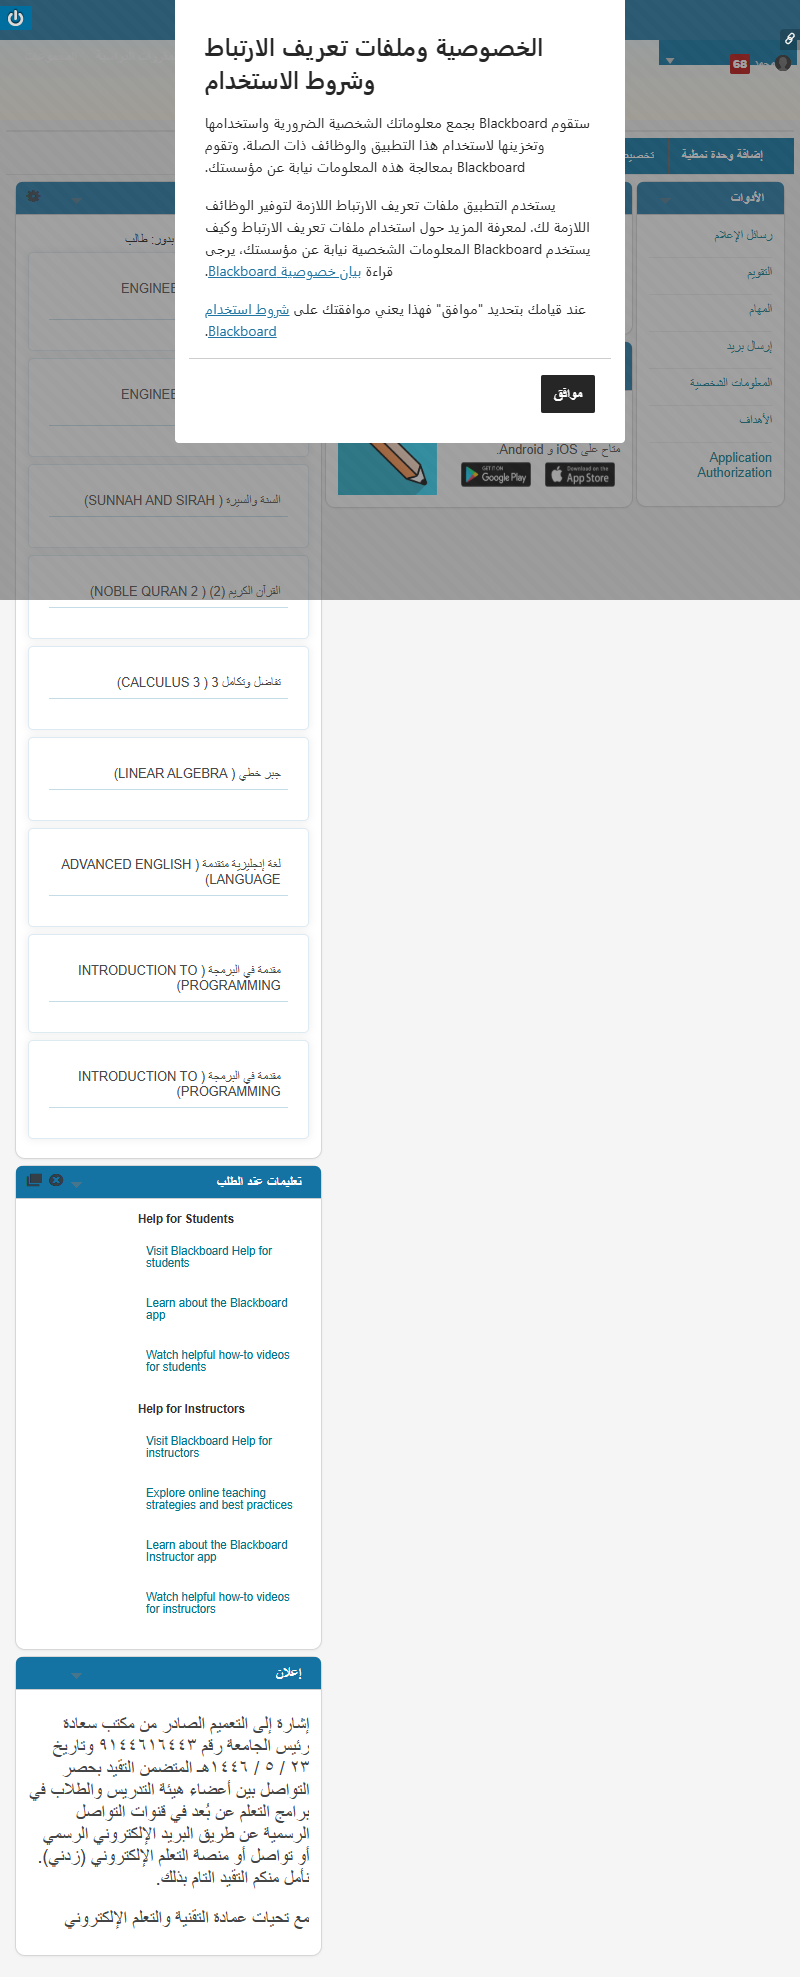 الخصوصية وملفات تعريف الارتباط
وشروط الاستخدام
ستقوم Blackboard بجمع معلوماتك الشخصية الضرورية واستخدامها
وتخزينها لاستخدام هذا التطبيق والوظائف ذات الصلة. وتقوم
Blackboard بمعالجة هذه المعلومات نيابة عن مؤسستك.
يستخدم التطبيق ملفات تعريف الارتباط اللازمة لتوفير الوظائف
اللازمة لك. لمعرفة المزيد حول استخدام ملفات تعريف الارتباط وكيف
يستخدم Blackboard المعلومات الشخصية نيابة عن مؤسستك، يرجى
قراءة بيان خصوصية Blackboard.
عند قيامك بتحديد "موافق" فهذا يعني موافقتك على شروط استخدام
Blackboard.
موافق
68
إضافة وحدة نمطية
الأدوات
رسائل الإعلام
التقويم
المهام
إرسال بريد
المعلومات الشخصية
الأهداف
Application
Authorization
متاح على iOS و Android.
GET IT ON
Google Play
Download on the
App Store
بدور: طالب
السنة والسيرة ( SUNNAH AND SIRAH)
القرآن الكريم (2) ( NOBLE QURAN 2)
تفاضل وتكامل 3 ( CALCULUS 3)
جبر خطي ( LINEAR ALGEBRA)
لغة إنجليزية متقدمة ( ADVANCED ENGLISH
LANGUAGE)
مقدمة في البرمجة ( INTRODUCTION TO
PROGRAMMING)
مقدمة في البرمجة ( INTRODUCTION TO
PROGRAMMING)
تعليمات عند الطلب
Help for Students
Visit Blackboard Help for
students
Learn about the Blackboard
app
Watch helpful how-to videos
for students
Help for Instructors
Visit Blackboard Help for
instructors
Explore online teaching
strategies and best practices
Learn about the Blackboard
Instructor app
Watch helpful how-to videos
for instructors
إعلان
إشارة إلى التعميم الصادر من مكتب سعادة
رئيس الجامعة رقم ٩١٤٤٦١٦٤٤٣ وتاريخ
٢٣ / ٥ / ١٤٤٦هـ المتضمن التقيد بحصر
التواصل بين أعضاء هيئة التدريس والطلاب في
برامج التعلم عن بُعد في قنوات التواصل
الرسمية عن طريق البريد الإلكتروني الرسمي
أو تواصل أو منصة التعلم الإلكتروني (زدني).
نأمل منكم التقيد التام بذلك.
مع تحيات عمادة التقنية والتعلم الإلكتروني